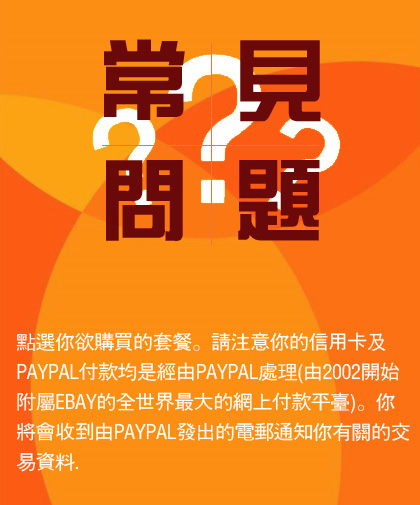 常見
問題
點選你欲購買的套餐。請注意你的信用卡及
PAYPAL付款均是經由PAYPAL處理(由2002開始
附屬EBAY的全世界最大的網上付款平臺)。你
將會收到由PAYPAL發出的電郵通知你有關的交
易資料.